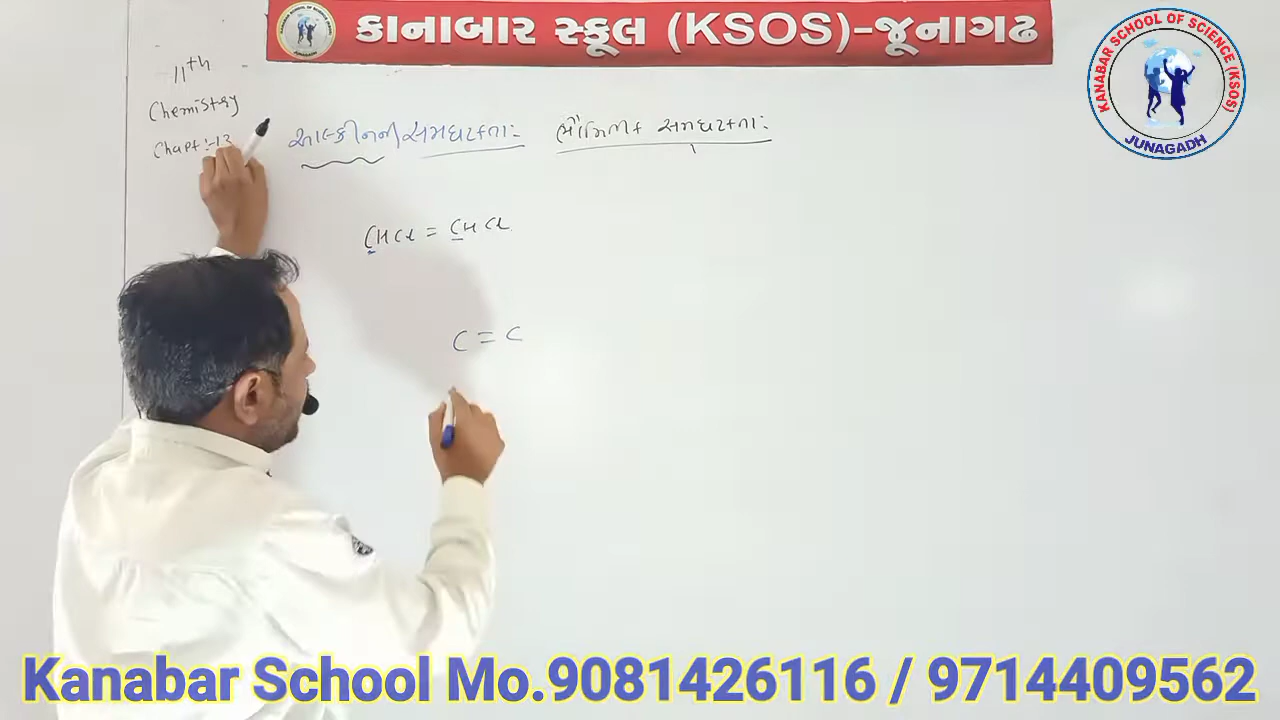 કાનાબાર સ્કૂલ (KSOS)-જૂનાગઢ
KANABAR SCHOOL OF SCIENCE (KSOS)
JUNAGADH
11th
Chemistry
Chapt:-13
આલ્કીનની સમઘટકતા: ભૌમિતિક સમઘટકતા:
CHCl = CHCl
C = C
Kanabar School Mo.9081426116 / 9714409562